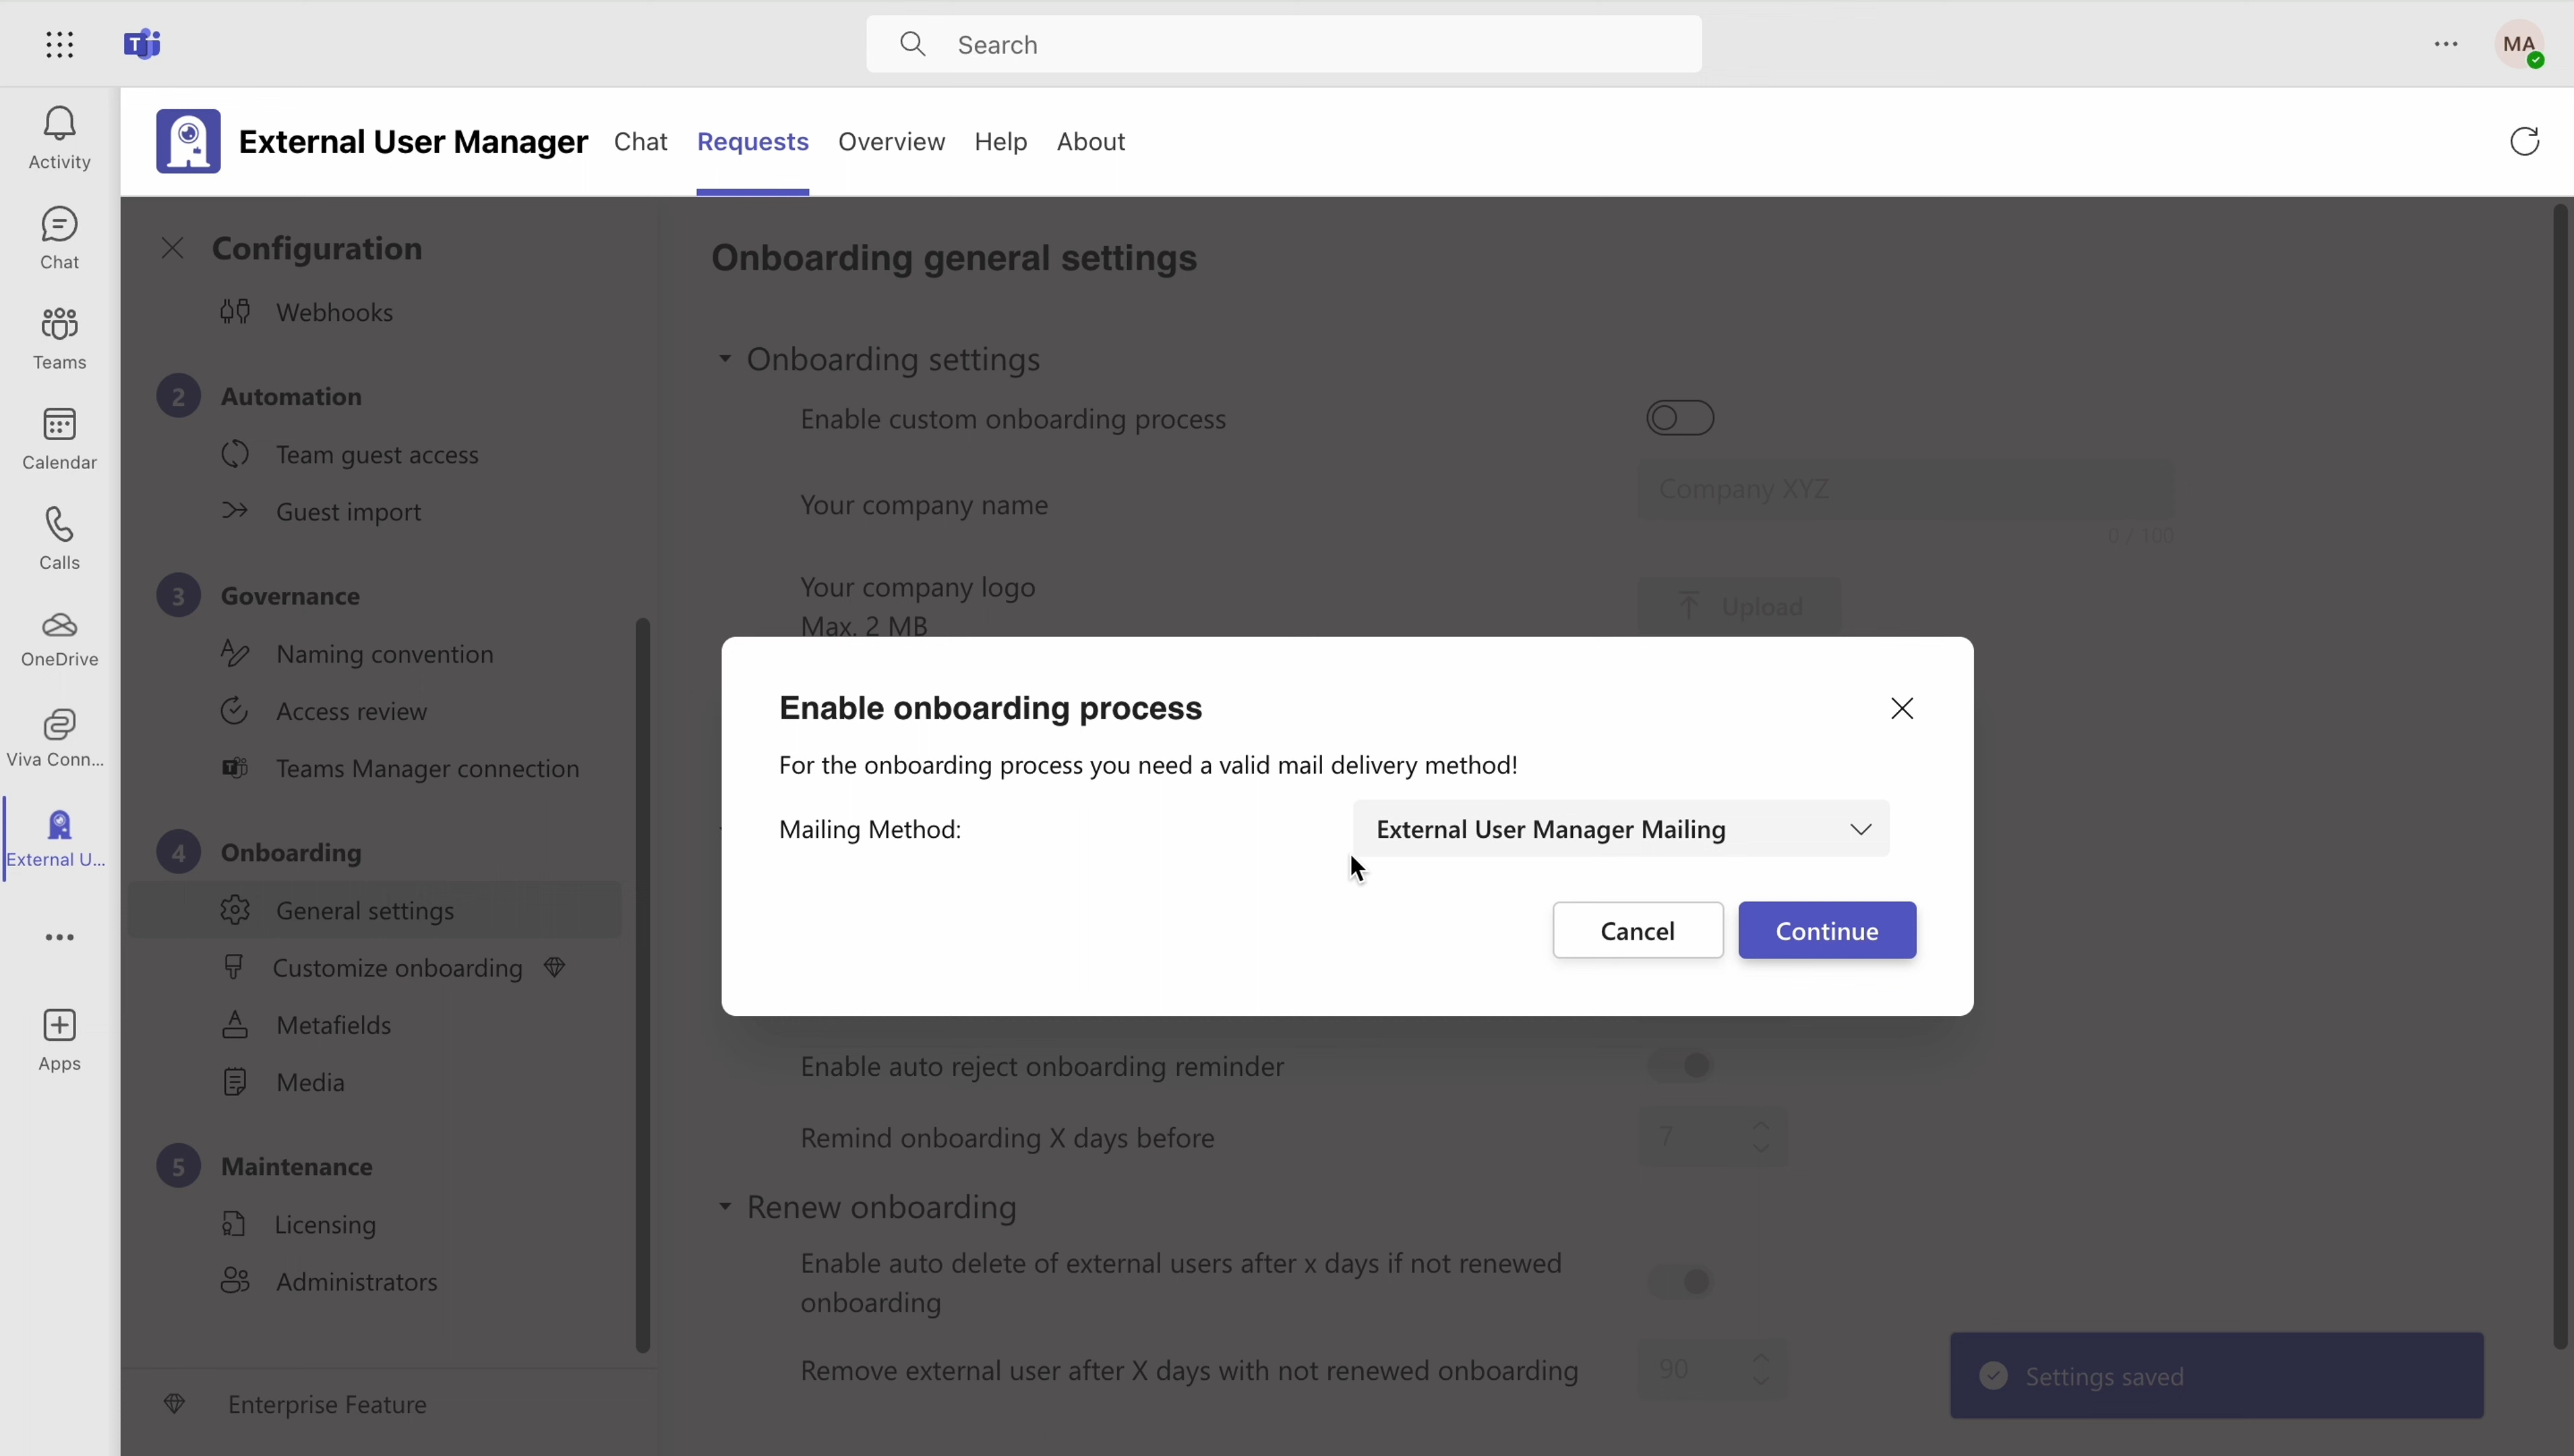 Search
MA
External User Manager Chat Requests Overview Help About
Activity
Chat
Teams
Calendar
Calls
OneDrive
Viva Conn...
External U...
Apps
Configuration
Webhooks
2 Automation
Team guest access
Guest import
3 Governance
Naming convention
Access review
Teams Manager connection
4 Onboarding
General settings
Customize onboarding
Metafields
Media
5 Maintenance
Licensing
Administrators
Enterprise Feature
Onboarding general settings
Onboarding settings
Enable custom onboarding process
Your company name
Company XYZ
0 / 100
Your company logo
Max. 2 MB
Upload
Enable onboarding process
For the onboarding process you need a valid mail delivery method!
Mailing Method: External User Manager Mailing
Cancel Continue
Enable auto reject onboarding reminder
Remind onboarding X days before 7
Renew onboarding
Enable auto delete of external users after x days if not renewed
onboarding
Remove external user after X days with not renewed onboarding 90
Settings saved